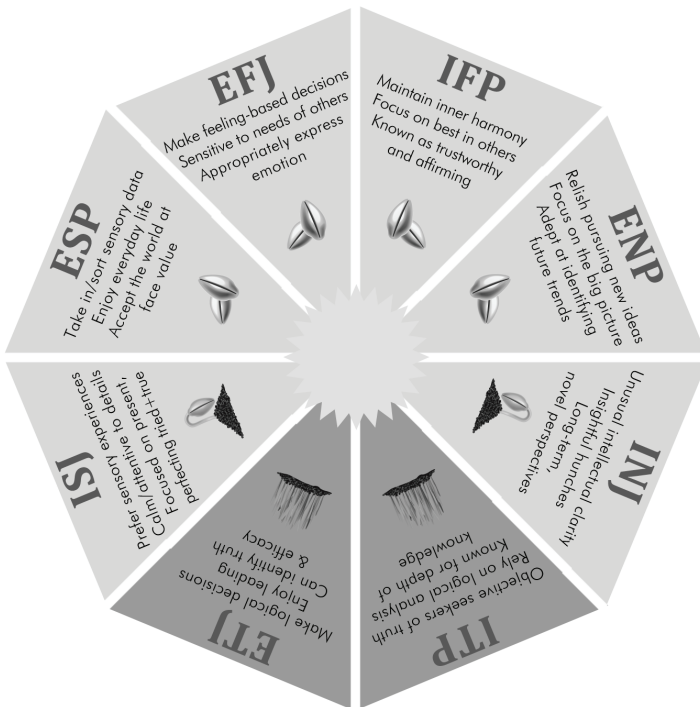 EFJ
Make feeling-based decisions
Sensitive to needs of others
Appropriately express
emotion
IFP
Maintain inner harmony
Focus on best in others
Known as trustworthy
and affirming
ENP
Relish pursuing new ideas
Focus on the big picture
Adept at identifying
future trends
INJ
Unusual intellectual clarity
Insightful hunches
Long-term,
novel perspectives
ITP
Objective seekers of truth
Rely on logical analysis
Known for depth of
knowledge
ETJ
Make logical decisions
Enjoy leading
Can identify truth
& efficacy
ISJ
Prefer sensory experiences
Calm/attentive to details
Focused on present,
perfecting tried+true
ESP
Take in/sort sensory data
Enjoy everyday life
Accept the world at
face value